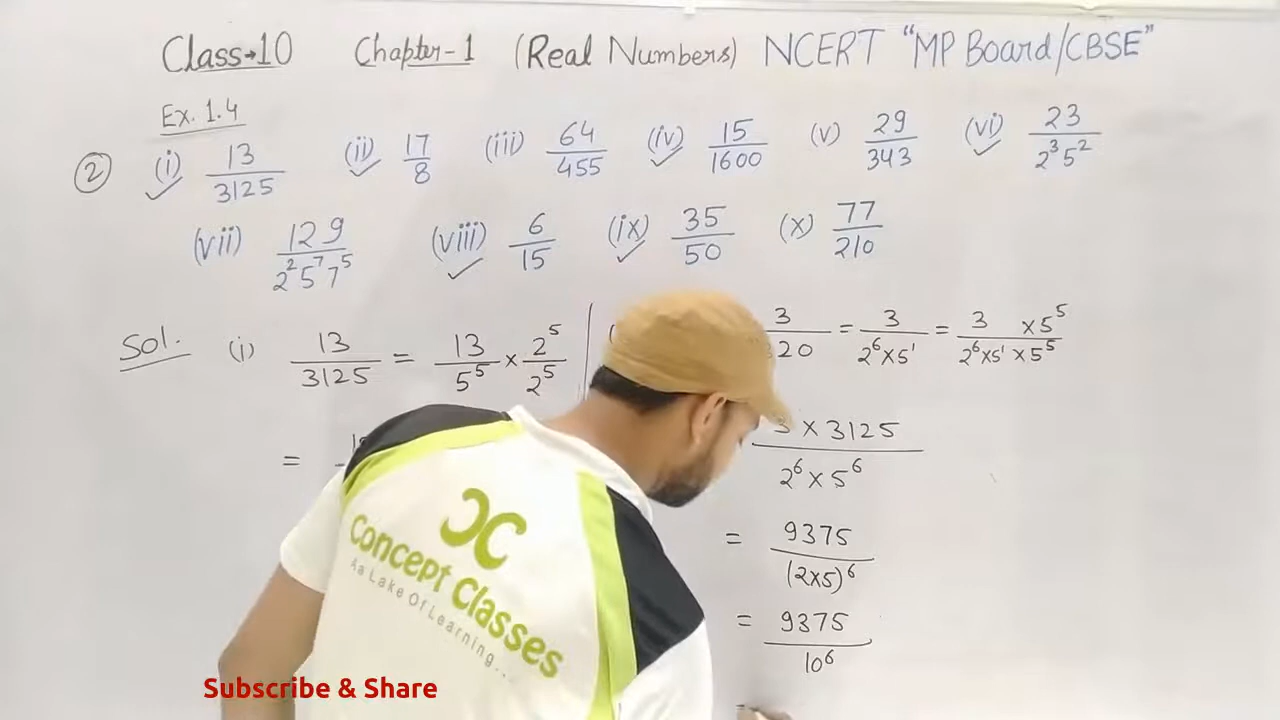 Class→10 Chapter-1 (Real Numbers) NCERT "MP Board/CBSE"
Ex. 1.4
② (i) 13/3125 (ii) 17/8 (iii) 64/455 (iv) 15/1600 (v) 29/343 (vi) 23/2³5²
(vii) 129/2²5⁷7⁵ (viii) 6/15 (ix) 35/50 (x) 77/210
Sol. (i) 13/3125 = 13/5⁵ × 2⁵/2⁵
3/320 = 3/2⁶×5¹ = 3×5⁵/2⁶×5¹×5⁵
=
3×3125/2⁶×5⁶
= 9375/(2×5)⁶
= 9375/10⁶
XC
Concept Classes
Aa Lake Of Learning...
Subscribe & Share